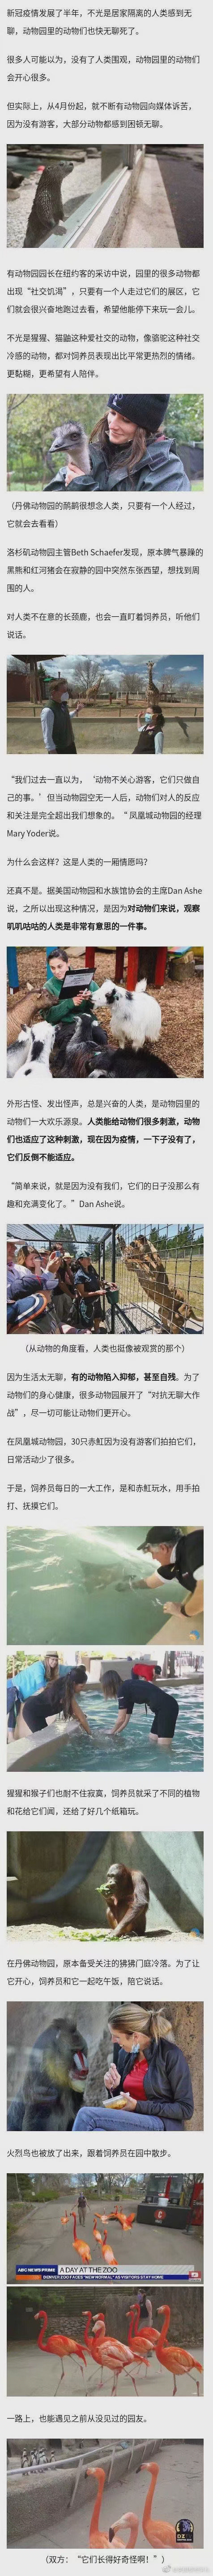 新冠疫情发展了半年，不光是居家隔离的人类感到无
聊，动物园里的动物们也快无聊死了。
很多人可能以为，没有了人类围观，动物园里的动物们
会开心很多。
但实际上，从4月份起，就不断有动物园向媒体诉苦，
因为没有游客，大部分动物都感到困顿无聊。
有动物园园长在纽约客的采访中说，园里的很多动物都
出现“社交饥渴”，只要有一个人走过它们的展区，它
们就会很兴奋地跑过去看，希望他能停下来玩一会儿。
不光是猩猩、猫鼬这种爱社交的动物，像骆驼这种社交
冷感的动物，都对饲养员表现出比平常更热烈的情绪。
更黏糊，更希望有人陪伴。
（丹佛动物园的鸸鹋很想念人类，只要有一个人经过，
它就会去看看）
洛杉矶动物园主管Beth Schaefer发现，原本脾气暴躁的
黑熊和红河猪会在寂静的园中突然东张西望，想找到周
围的人。
对人类不在意的长颈鹿，也会一直盯着饲养员，听他们
说话。
“我们过去一直以为，‘动物不关心游客，它们只做自
己的事。’但当动物园空无一人后，动物们对人的反应
和关注是完全超出我们想象的。“ 凤凰城动物园的经理
Mary Yoder说。
为什么会这样？这是人类的一厢情愿吗？
还真不是。据美国动物园和水族馆协会的主席Dan Ashe
说，之所以出现这种情况，是因为对动物们来说，观察
叽叽咕咕的人类是非常有意思的一件事。
外形古怪、发出怪声，总是兴奋的人类，是动物园里的
动物们一大欢乐源泉。人类能给动物们很多刺激，动物
们也适应了这种刺激，现在因为疫情，一下子没有了，
它们反倒不能适应。
“简单来说，就是因为没有我们，它们的日子没那么有
趣和充满变化了。”Dan Ashe说。
（从动物的角度看，人类也挺像被观赏的那个）
因为生活太无聊，有的动物陷入抑郁，甚至自残。为了
动物们的身心健康，很多动物园展开了“对抗无聊大作
战”，尽一切可能让动物们更开心。
在凤凰城动物园，30只赤魟因为没有游客们拍拍它们，
日常活动少了很多。
于是，饲养员每日的一大工作，是和赤魟玩水，用手拍
打、抚摸它们。
猩猩和猴子们也耐不住寂寞，饲养员就采了不同的植物
和花给它们闻，还给了好几个纸箱玩。
在丹佛动物园，原本备受关注的狒狒门庭冷落。为了让
它开心，饲养员和它一起吃午饭，陪它说话。
火烈鸟也被放了出来，跟着饲养员在园中散步。
ABC NEWS PRIME
A DAY AT THE ZOO
DENVER ZOO FACES "NEW NORMAL" AS VISITORS STAY HOME
一路上，也能遇见之前从没见过的园友。
DZ
（双方：“它们长得好奇怪啊！”）